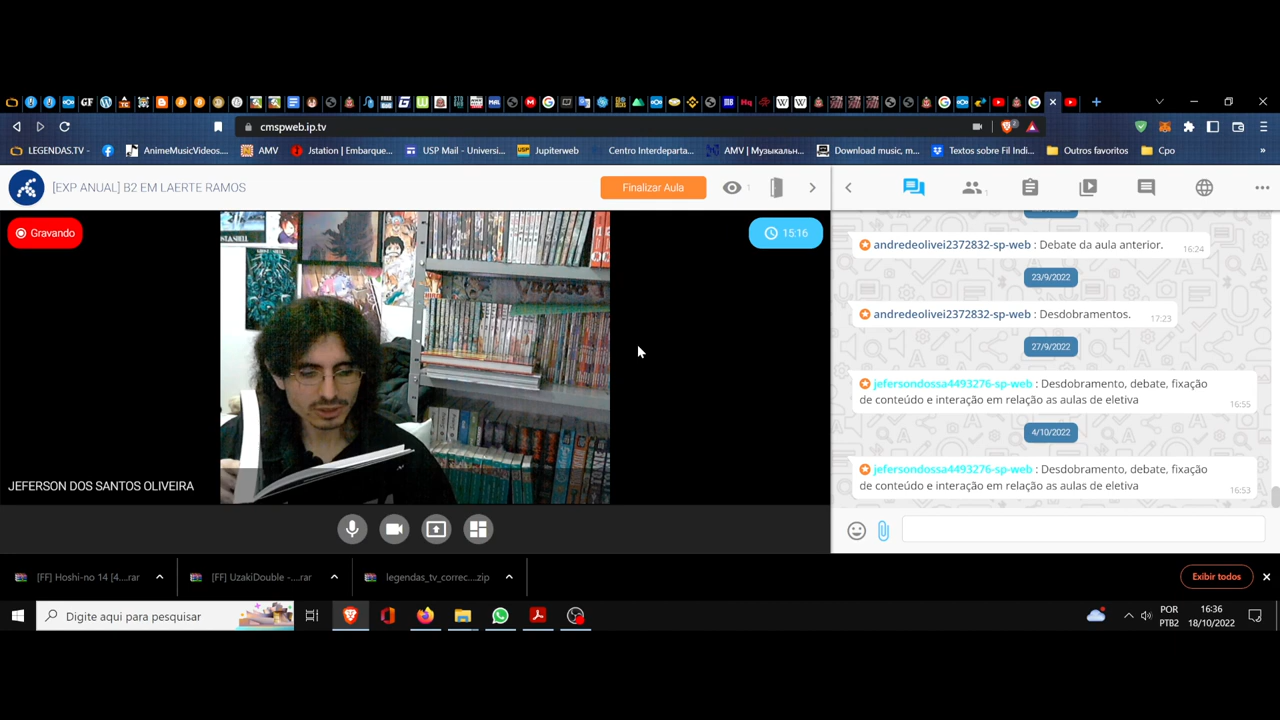 cmspweb.ip.tv
2
LEGENDAS.TV -
AnimeMusicVideos....
AMV
Jstation | Embarque...
USP Mail - Universi...
USP
Jupiterweb
Centro Interdeparta...
AMV | Музыкальн...
Download music, m...
Textos sobre Fil Indi...
Outros favoritos
Cpo
»
[EXP ANUAL] B2 EM LAERTE RAMOS
Finalizar Aula
1
1
Gravando
15:16
andredeolivei2372832-sp-web : Debate da aula anterior.
16:24
23/9/2022
andredeolivei2372832-sp-web : Desdobramentos.
17:23
27/9/2022
jefersondossa4493276-sp-web : Desdobramento, debate, fixação
de conteúdo e interação em relação as aulas de eletiva
16:55
4/10/2022
jefersondossa4493276-sp-web : Desdobramento, debate, fixação
de conteúdo e interação em relação as aulas de eletiva
16:53
JEFERSON DOS SANTOS OLIVEIRA
[FF] Hoshi-no 14 [4....rar
[FF] UzakiDouble -....rar
legendas_tv_correc....zip
Exibir todos
Digite aqui para pesquisar
POR
PTB2
16:36
18/10/2022